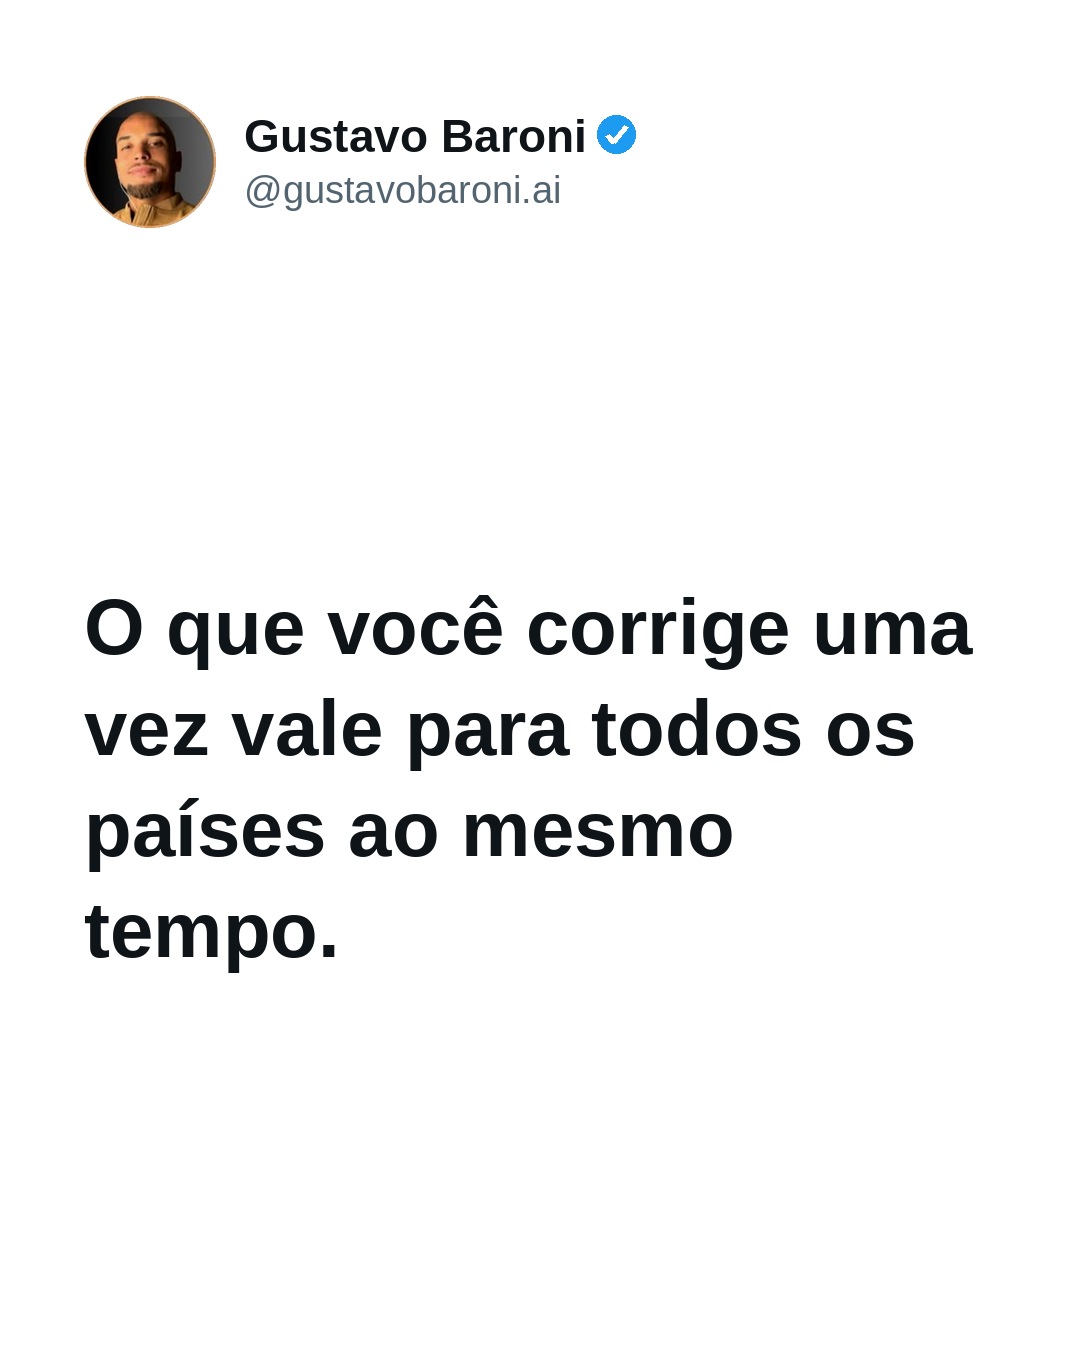 Gustavo Baroni
@gustavobaroni.ai
O que você corrige uma
vez vale para todos os
países ao mesmo
tempo.